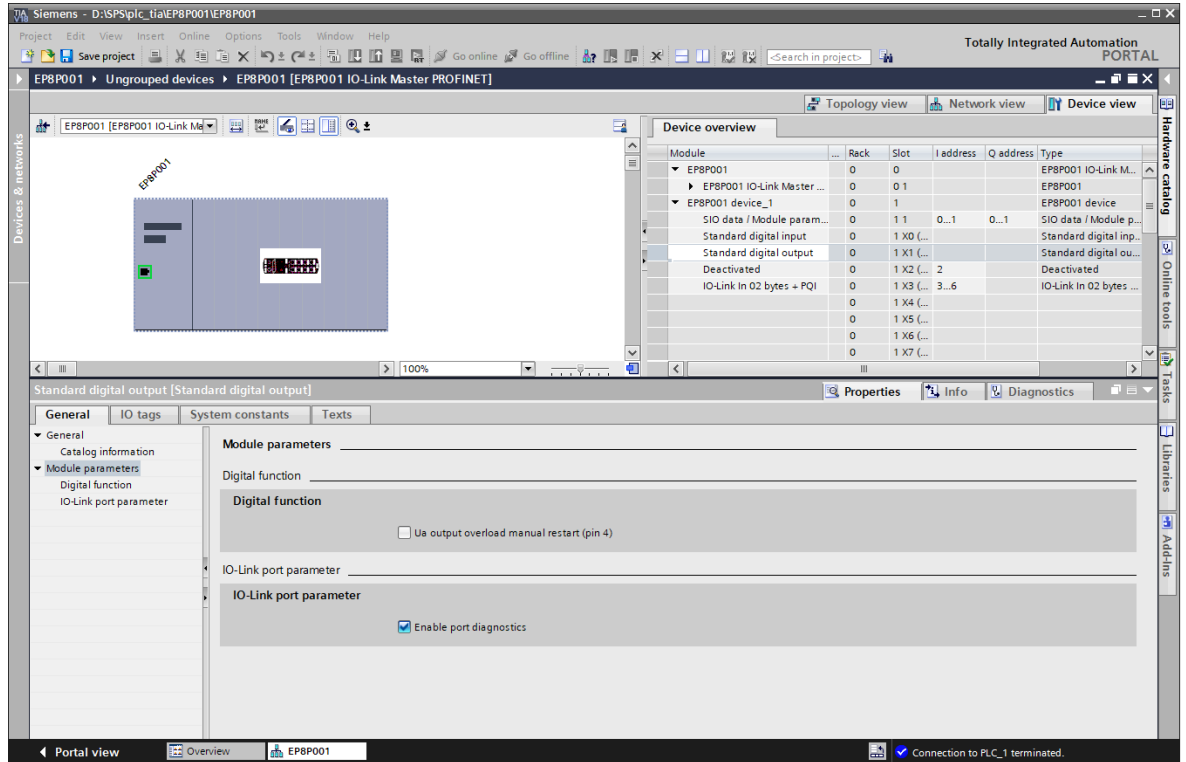 Siemens - D:\SPS\plc_tia\EP8P001\EP8P001
Project Edit View Insert Online Options Tools Window Help
Totally Integrated Automation
PORTAL
Save project Go online Go offline <Search in project>
EP8P001 ▸ Ungrouped devices ▸ EP8P001 [EP8P001 IO-Link Master PROFINET]
Topology view Network view Device view
EP8P001 [EP8P001 IO-Link Ma
Device overview
Module ... Rack Slot I address Q address Type
EP8P001 0 0 EP8P001 IO-Link M...
EP8P001 IO-Link Master ... 0 0 1 EP8P001
EP8P001 device_1 0 1 EP8P001 device
SIO data / Module param... 0 1 1 0...1 0...1 SIO data / Module p...
Standard digital input 0 1 X0 (... Standard digital inp...
Standard digital output 0 1 X1 (... Standard digital ou...
Deactivated 0 1 X2 (... 2 Deactivated
IO-Link In 02 bytes + PQI 0 1 X3 (... 3...6 IO-Link In 02 bytes ...
0 1 X4 (...
0 1 X5 (...
0 1 X6 (...
0 1 X7 (...
EP8P001
100%
Devices & networks
Hardware catalog
Online tools
Tasks
Libraries
Add-Ins
Standard digital output [Standard digital output]
Properties Info Diagnostics
General IO tags System constants Texts
General
Catalog information
Module parameters
Digital function
IO-Link port parameter
Module parameters
Digital function
Digital function
Ua output overload manual restart (pin 4)
IO-Link port parameter
IO-Link port parameter
Enable port diagnostics
Portal view Overview EP8P001 Connection to PLC_1 terminated.